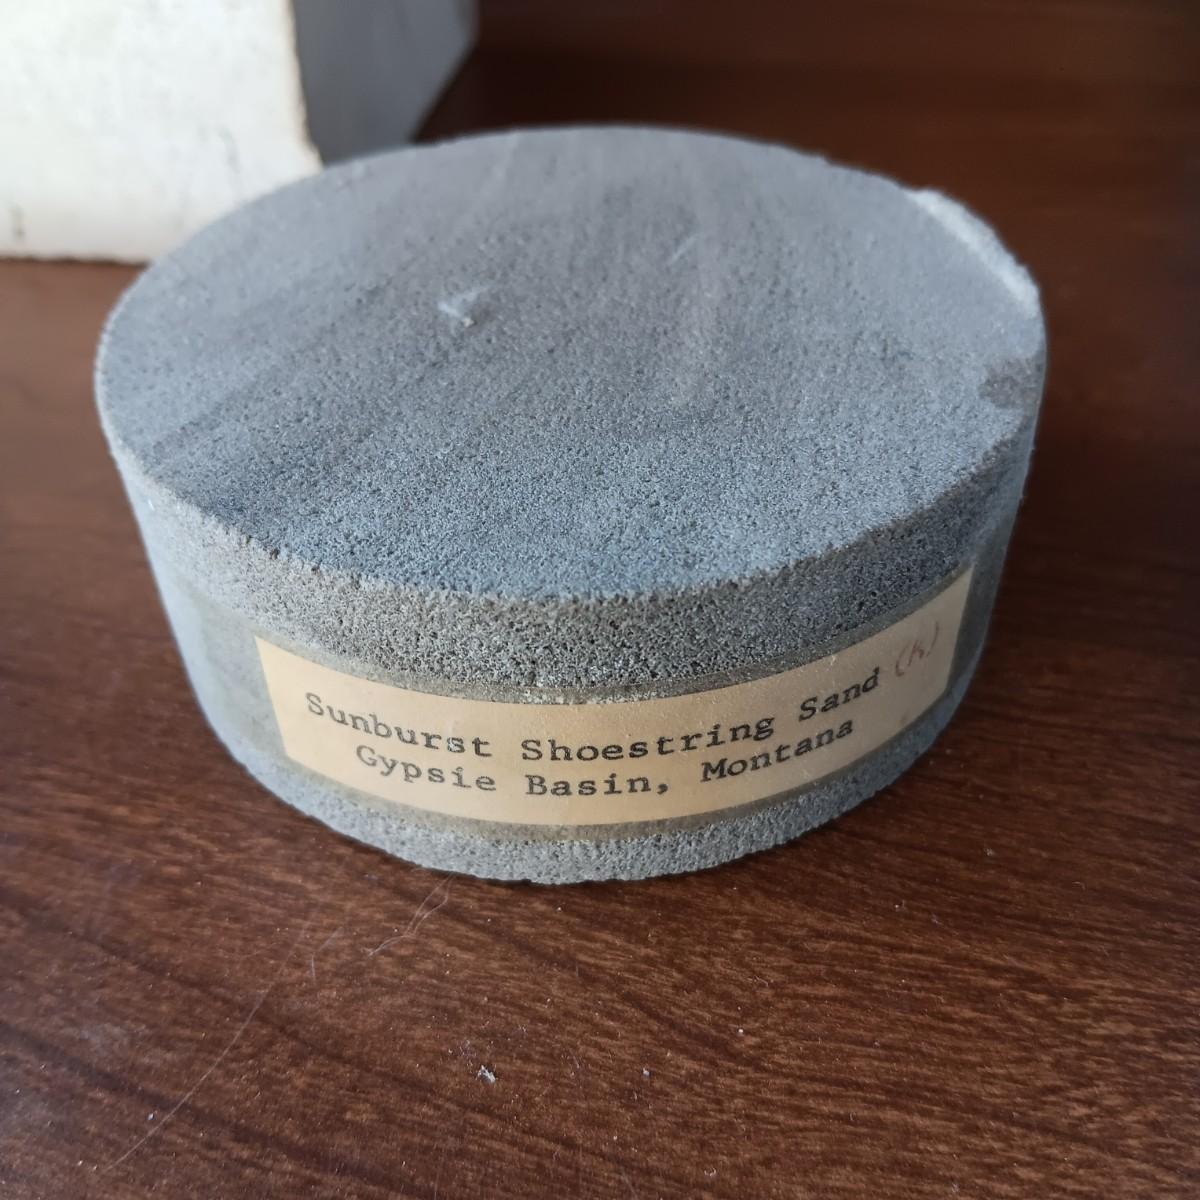 Sunburst Shoestring Sand (K)
Gypsie Basin, Montana